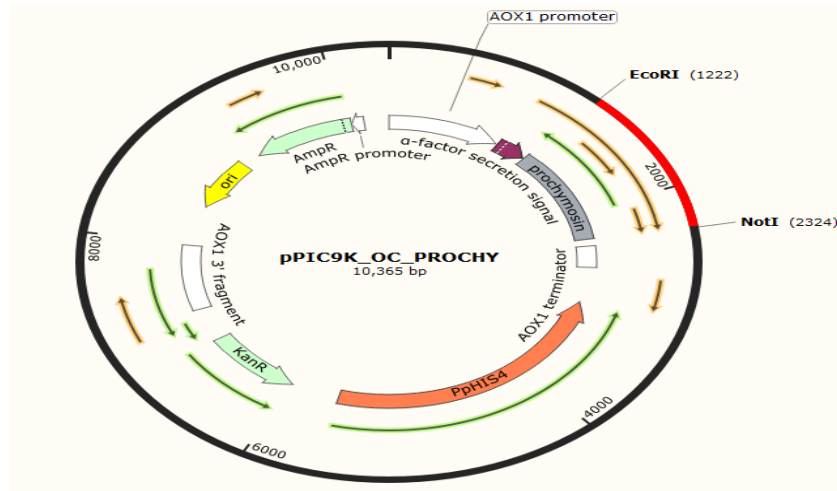 AOX1 promoter
10,000
EcoRI (1222)
AmpR
AmpR promoter
α-factor secretion signal
prochymosin
2000
ori
NotI (2324)
8000
AOX1 3' fragment
pPIC9K_OC_PROCHY
10,365 bp
AOX1 terminator
KanR
PpHIS4
4000
6000